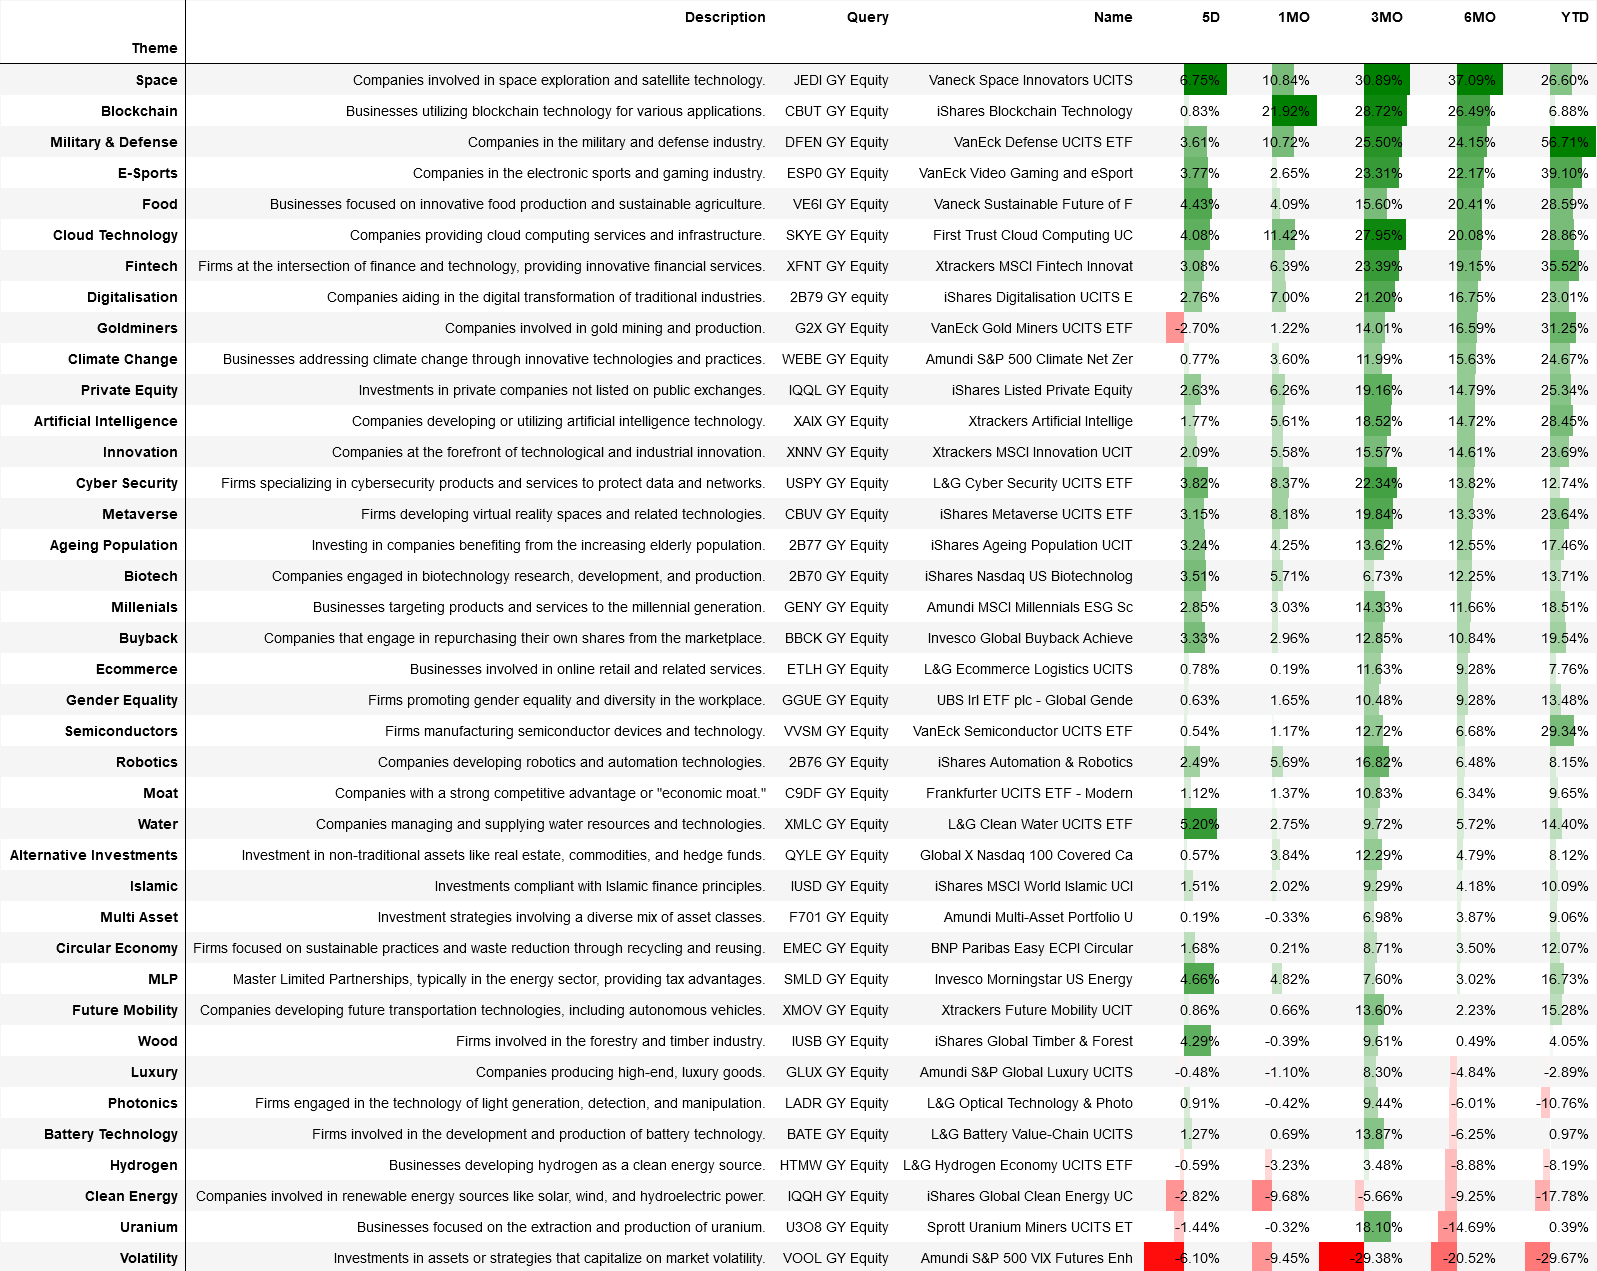 Description Query Name 5D 1MO 3MO 6MO YTD
Theme
Space Companies involved in space exploration and satellite technology. JEDI GY Equity Vaneck Space Innovators UCITS 6.75% 10.84% 30.89% 37.09% 26.60%
Blockchain Businesses utilizing blockchain technology for various applications. CBUT GY Equity iShares Blockchain Technology 0.83% 21.92% 28.72% 26.49% 6.88%
Military & Defense Companies in the military and defense industry. DFEN GY Equity VanEck Defense UCITS ETF 3.61% 10.72% 25.50% 24.15% 56.71%
E-Sports Companies in the electronic sports and gaming industry. ESP0 GY Equity VanEck Video Gaming and eSport 3.77% 2.65% 23.31% 22.17% 39.10%
Food Businesses focused on innovative food production and sustainable agriculture. VE6I GY Equity Vaneck Sustainable Future of F 4.43% 4.09% 15.60% 20.41% 28.59%
Cloud Technology Companies providing cloud computing services and infrastructure. SKYE GY Equity First Trust Cloud Computing UC 4.08% 11.42% 27.95% 20.08% 28.86%
Fintech Firms at the intersection of finance and technology, providing innovative financial services. XFNT GY Equity Xtrackers MSCI Fintech Innovat 3.08% 6.39% 23.39% 19.15% 35.52%
Digitalisation Companies aiding in the digital transformation of traditional industries. 2B79 GY equity iShares Digitalisation UCITS E 2.76% 7.00% 21.20% 16.75% 23.01%
Goldminers Companies involved in gold mining and production. G2X GY Equity VanEck Gold Miners UCITS ETF -2.70% 1.22% 14.01% 16.59% 31.25%
Climate Change Businesses addressing climate change through innovative technologies and practices. WEBE GY Equity Amundi S&P 500 Climate Net Zer 0.77% 3.60% 11.99% 15.63% 24.67%
Private Equity Investments in private companies not listed on public exchanges. IQQL GY Equity iShares Listed Private Equity 2.63% 6.26% 19.16% 14.79% 25.34%
Artificial Intelligence Companies developing or utilizing artificial intelligence technology. XAIX GY Equity Xtrackers Artificial Intellige 1.77% 5.61% 18.52% 14.72% 28.45%
Innovation Companies at the forefront of technological and industrial innovation. XNNV GY Equity Xtrackers MSCI Innovation UCIT 2.09% 5.58% 15.57% 14.61% 23.69%
Cyber Security Firms specializing in cybersecurity products and services to protect data and networks. USPY GY Equity L&G Cyber Security UCITS ETF 3.82% 8.37% 22.34% 13.82% 12.74%
Metaverse Firms developing virtual reality spaces and related technologies. CBUV GY Equity iShares Metaverse UCITS ETF 3.15% 8.18% 19.84% 13.33% 23.64%
Ageing Population Investing in companies benefiting from the increasing elderly population. 2B77 GY Equity iShares Ageing Population UCIT 3.24% 4.25% 13.62% 12.55% 17.46%
Biotech Companies engaged in biotechnology research, development, and production. 2B70 GY Equity iShares Nasdaq US Biotechnolog 3.51% 5.71% 6.73% 12.25% 13.71%
Millenials Businesses targeting products and services to the millennial generation. GENY GY Equity Amundi MSCI Millennials ESG Sc 2.85% 3.03% 14.33% 11.66% 18.51%
Buyback Companies that engage in repurchasing their own shares from the marketplace. BBCK GY Equity Invesco Global Buyback Achieve 3.33% 2.96% 12.85% 10.84% 19.54%
Ecommerce Businesses involved in online retail and related services. ETLH GY Equity L&G Ecommerce Logistics UCITS 0.78% 0.19% 11.63% 9.28% 7.76%
Gender Equality Firms promoting gender equality and diversity in the workplace. GGUE GY Equity UBS Irl ETF plc - Global Gende 0.63% 1.65% 10.48% 9.28% 13.48%
Semiconductors Firms manufacturing semiconductor devices and technology. VVSM GY Equity VanEck Semiconductor UCITS ETF 0.54% 1.17% 12.72% 6.68% 29.34%
Robotics Companies developing robotics and automation technologies. 2B76 GY Equity iShares Automation & Robotics 2.49% 5.69% 16.82% 6.48% 8.15%
Moat Companies with a strong competitive advantage or "economic moat." C9DF GY Equity Frankfurter UCITS ETF - Modern 1.12% 1.37% 10.83% 6.34% 9.65%
Water Companies managing and supplying water resources and technologies. XMLC GY Equity L&G Clean Water UCITS ETF 5.20% 2.75% 9.72% 5.72% 14.40%
Alternative Investments Investment in non-traditional assets like real estate, commodities, and hedge funds. QYLE GY Equity Global X Nasdaq 100 Covered Ca 0.57% 3.84% 12.29% 4.79% 8.12%
Islamic Investments compliant with Islamic finance principles. IUSD GY Equity iShares MSCI World Islamic UCI 1.51% 2.02% 9.29% 4.18% 10.09%
Multi Asset Investment strategies involving a diverse mix of asset classes. F701 GY Equity Amundi Multi-Asset Portfolio U 0.19% -0.33% 6.98% 3.87% 9.06%
Circular Economy Firms focused on sustainable practices and waste reduction through recycling and reusing. EMEC GY Equity BNP Paribas Easy ECPI Circular 1.68% 0.21% 8.71% 3.50% 12.07%
MLP Master Limited Partnerships, typically in the energy sector, providing tax advantages. SMLD GY Equity Invesco Morningstar US Energy 4.66% 4.82% 7.60% 3.02% 16.73%
Future Mobility Companies developing future transportation technologies, including autonomous vehicles. XMOV GY Equity Xtrackers Future Mobility UCIT 0.86% 0.66% 13.60% 2.23% 15.28%
Wood Firms involved in the forestry and timber industry. IUSB GY Equity iShares Global Timber & Forest 4.29% -0.39% 9.61% 0.49% 4.05%
Luxury Companies producing high-end, luxury goods. GLUX GY Equity Amundi S&P Global Luxury UCITS -0.48% -1.10% 8.30% -4.84% -2.89%
Photonics Firms engaged in the technology of light generation, detection, and manipulation. LADR GY Equity L&G Optical Technology & Photo 0.91% -0.42% 9.44% -6.01% -10.76%
Battery Technology Firms involved in the development and production of battery technology. BATE GY Equity L&G Battery Value-Chain UCITS 1.27% 0.69% 13.87% -6.25% 0.97%
Hydrogen Businesses developing hydrogen as a clean energy source. HTMW GY Equity L&G Hydrogen Economy UCITS ETF -0.59% -3.23% 3.48% -8.88% -8.19%
Clean Energy Companies involved in renewable energy sources like solar, wind, and hydroelectric power. IQQH GY Equity iShares Global Clean Energy UC -2.82% -9.68% -5.66% -9.25% -17.78%
Uranium Businesses focused on the extraction and production of uranium. U3O8 GY Equity Sprott Uranium Miners UCITS ET -1.44% -0.32% 18.10% -14.69% 0.39%
Volatility Investments in assets or strategies that capitalize on market volatility. VOOL GY Equity Amundi S&P 500 VIX Futures Enh -6.10% -9.45% -29.38% -20.52% -29.67%